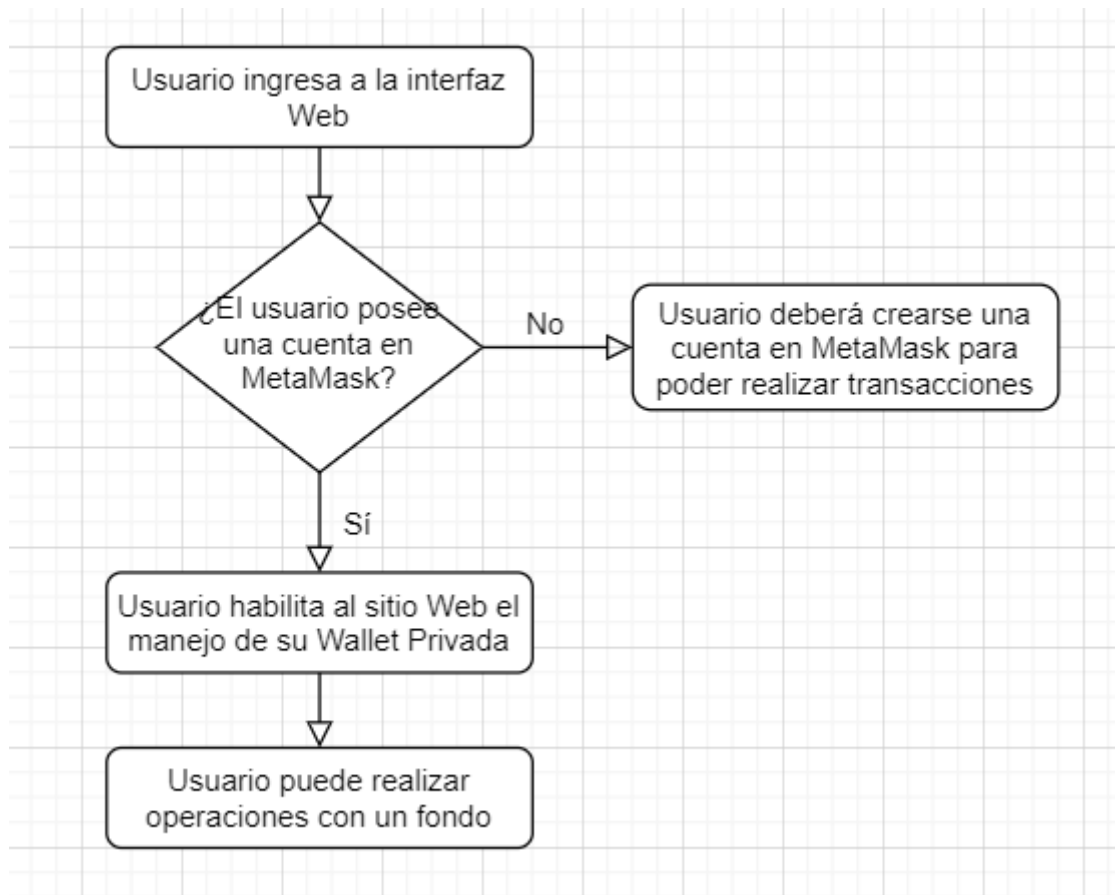 Usuario ingresa a la interfaz
Web
¿El usuario posee
una cuenta en
MetaMask?
No
Usuario deberá crearse una
cuenta en MetaMask para
poder realizar transacciones
Sí
Usuario habilita al sitio Web el
manejo de su Wallet Privada
Usuario puede realizar
operaciones con un fondo